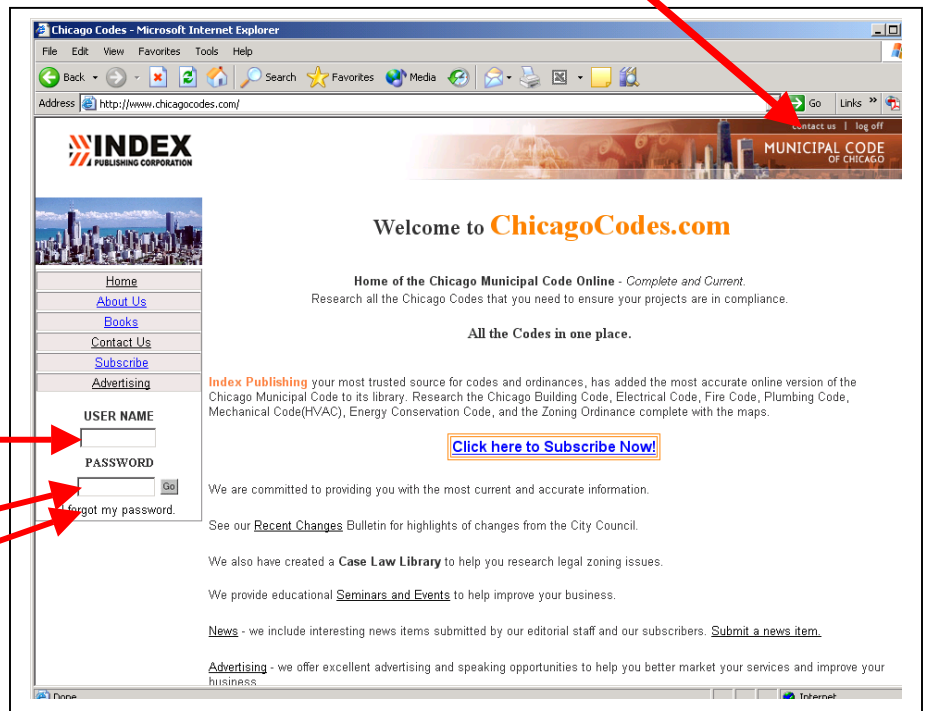 Chicago Codes - Microsoft Internet Explorer
File Edit View Favorites Tools Help
Back Search Favorites Media
Address http://www.chicagocodes.com/ Go Links »
contact us | log off
INDEX
PUBLISHING CORPORATION
MUNICIPAL CODE
OF CHICAGO
Welcome to ChicagoCodes.com
Home
About Us
Books
Contact Us
Subscribe
Advertising
USER NAME
PASSWORD
Go
forgot my password.
Home of the Chicago Municipal Code Online - Complete and Current.
Research all the Chicago Codes that you need to ensure your projects are in compliance.
All the Codes in one place.
Index Publishing your most trusted source for codes and ordinances, has added the most accurate online version of the
Chicago Municipal Code to its library. Research the Chicago Building Code, Electrical Code, Fire Code, Plumbing Code,
Mechanical Code(HVAC), Energy Conservation Code, and the Zoning Ordinance complete with the maps.
Click here to Subscribe Now!
We are committed to providing you with the most current and accurate information.
See our Recent Changes Bulletin for highlights of changes from the City Council.
We also have created a Case Law Library to help you research legal zoning issues.
We provide educational Seminars and Events to help improve your business.
News - we include interesting news items submitted by our editorial staff and our subscribers. Submit a news item.
Advertising - we offer excellent advertising and speaking opportunities to help you better market your services and improve your
business
Done Internet